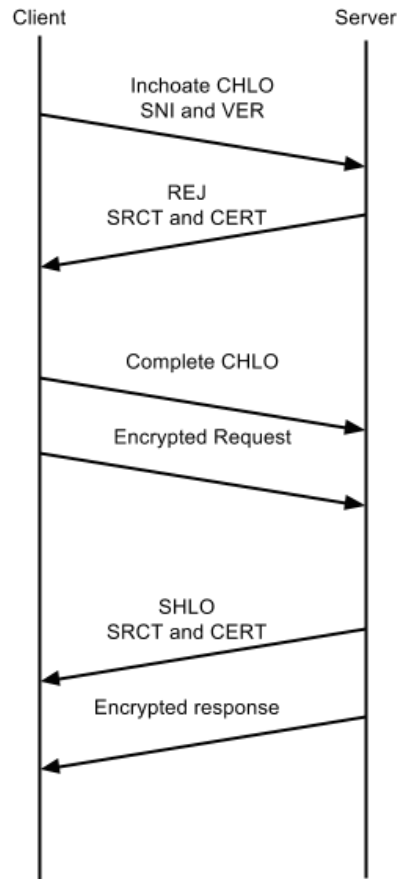 Client
Server
Inchoate CHLO
SNI and VER
REJ
SRCT and CERT
Complete CHLO
Encrypted Request
SHLO
SRCT and CERT
Encrypted response